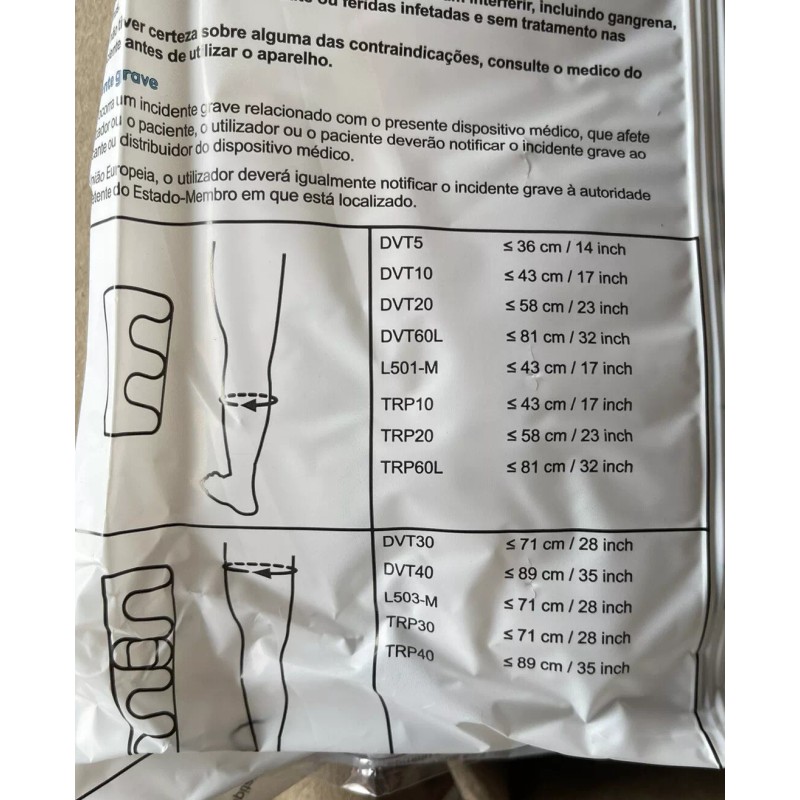 ou feridas infetadas e sem tratamento nas interferir, incluindo gangrena,
tiver certeza sobre alguma das contraindicações, consulte o medico do
antes de utilizar o aparelho.
grave
um incidente grave relacionado com o presente dispositivo médico, que afete
ou o paciente, o utilizador ou o paciente deverão notificar o incidente grave ao
ou distribuidor do dispositivo médico.
Europeia, o utilizador deverá igualmente notificar o incidente grave à autoridade
do Estado-Membro em que está localizado.
DVT5 ≤ 36 cm / 14 inch
DVT10 ≤ 43 cm / 17 inch
DVT20 ≤ 58 cm / 23 inch
DVT60L ≤ 81 cm / 32 inch
L501-M ≤ 43 cm / 17 inch
TRP10 ≤ 43 cm / 17 inch
TRP20 ≤ 58 cm / 23 inch
TRP60L ≤ 81 cm / 32 inch
DVT30 ≤ 71 cm / 28 inch
DVT40 ≤ 89 cm / 35 inch
L503-M ≤ 71 cm / 28 inch
TRP30 ≤ 71 cm / 28 inch
TRP40 ≤ 89 cm / 35 inch